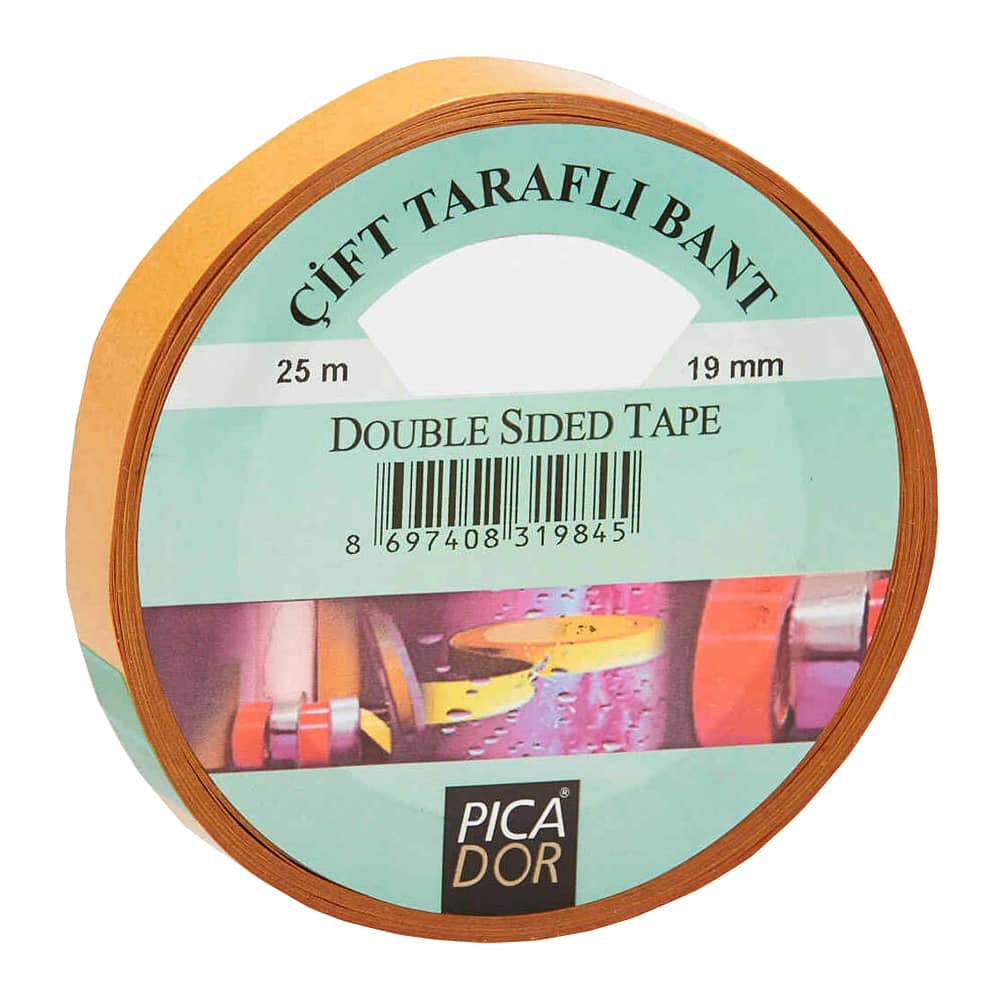 ÇİFT TARAFLI BANT
25 m 19 mm
DOUBLE SIDED TAPE
8 697408 319845
PICA®
DOR